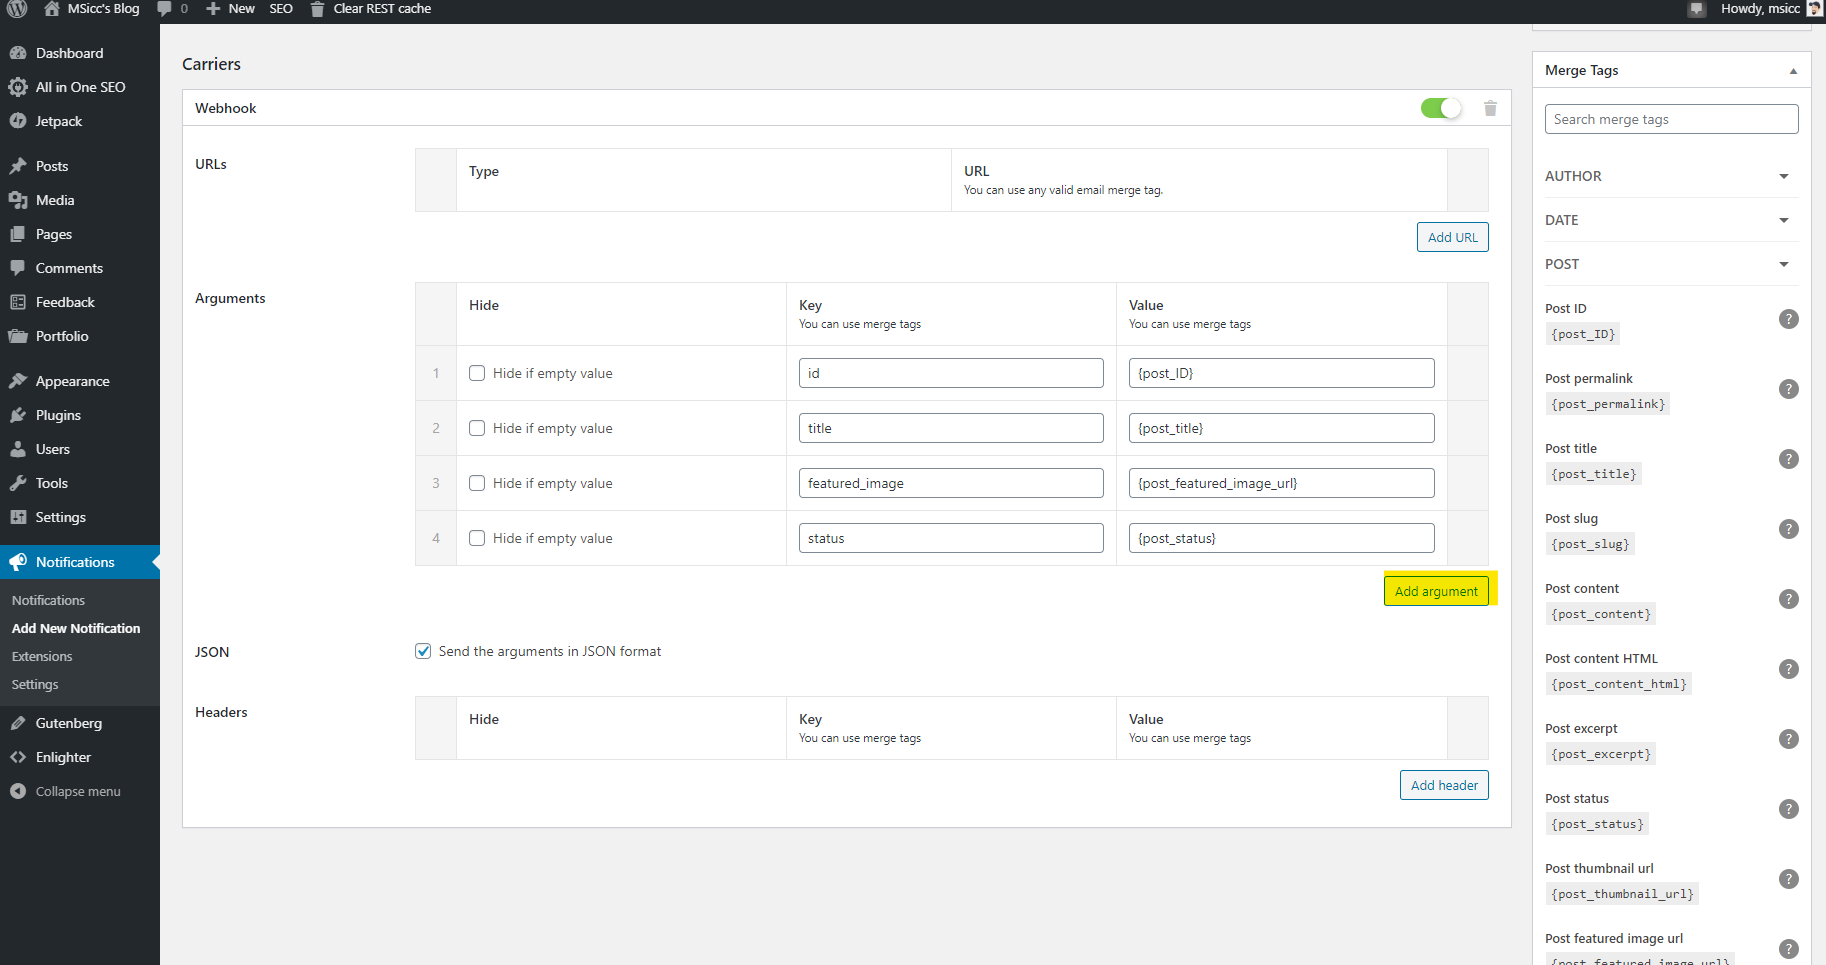 MSicc's Blog 0 New SEO Clear REST cache Howdy, msicc
Dashboard
All in One SEO
Jetpack
Posts
Media
Pages
Comments
Feedback
Portfolio
Appearance
Plugins
Users
Tools
Settings
Notifications
Notifications
Add New Notification
Extensions
Settings
Gutenberg
Enlighter
Collapse menu
Carriers
Webhook
URLs
Type URL
You can use any valid email merge tag.
Add URL
Arguments
Hide Key Value
You can use merge tags You can use merge tags
1 Hide if empty value id {post_ID}
2 Hide if empty value title {post_title}
3 Hide if empty value featured_image {post_featured_image_url}
4 Hide if empty value status {post_status}
Add argument
JSON Send the arguments in JSON format
Headers
Hide Key Value
You can use merge tags You can use merge tags
Add header
Merge Tags
Search merge tags
AUTHOR
DATE
POST
Post ID
{post_ID}
?
Post permalink
{post_permalink}
?
Post title
{post_title}
?
Post slug
{post_slug}
?
Post content
{post_content}
?
Post content HTML
{post_content_html}
?
Post excerpt
{post_excerpt}
?
Post status
{post_status}
?
Post thumbnail url
{post_thumbnail_url}
?
Post featured image url
{post_featured_image_url}
?